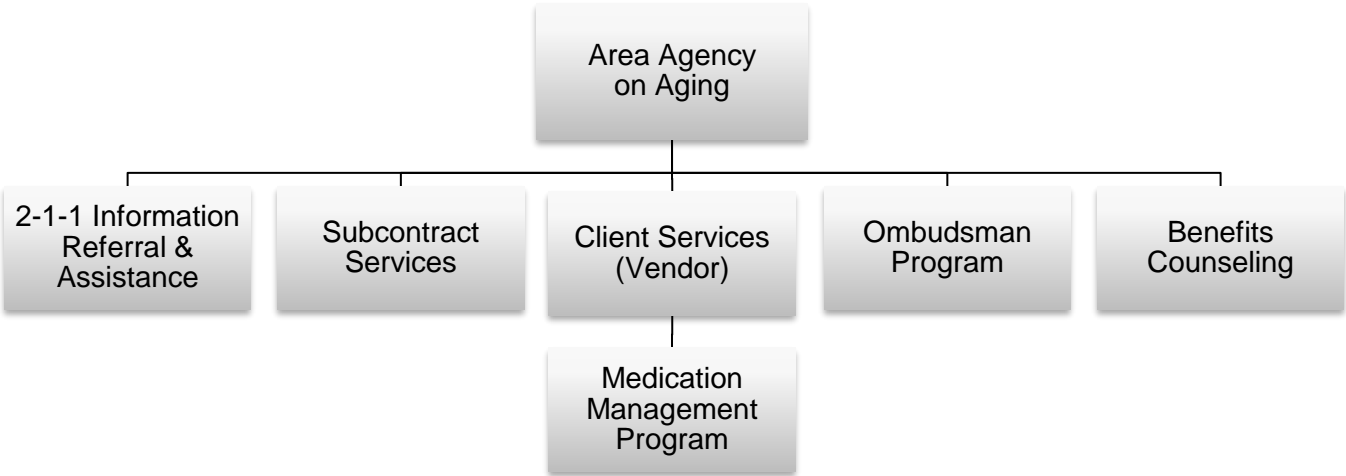 Area Agency
on Aging
2-1-1 Information
Referral &
Assistance
Subcontract
Services
Client Services
(Vendor)
Ombudsman
Program
Benefits
Counseling
Medication
Management
Program